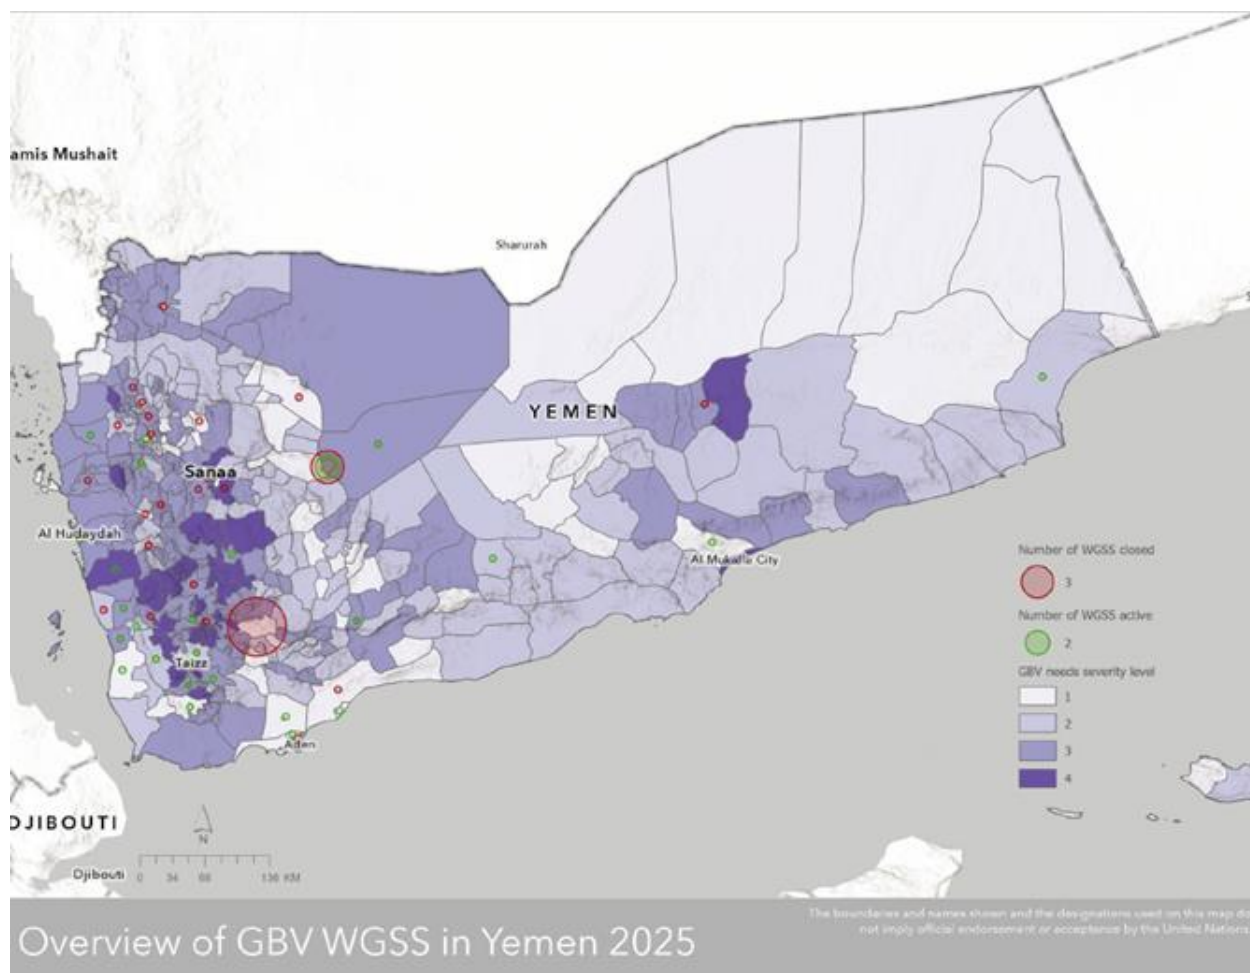 amis Mushait
Sharurah
YEMEN
Sanaa
Al Hudaydah
Al Mukalla City
Taizz
Aden
Number of WGSS closed
3
Number of WGSS active
2
GBV needs severity level
1
2
3
4
DJIBOUTI
N
Djibouti
0 34 68 136 KM
The boundaries and names shown and the designations used on this map do
not imply official endorsement or acceptance by the United Nations
Overview of GBV WGSS in Yemen 2025